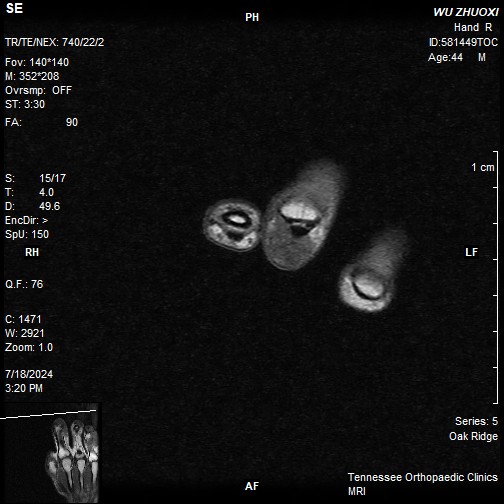 SE
PH
WU ZHUOXI
Hand R
ID:581449TOC
Age:44 M
TR/TE/NEX: 740/22/2
Fov: 140*140
M: 352*208
Ovrsmp: OFF
ST: 3:30
FA: 90
1 cm
S: 15/17
T: 4.0
D: 49.6
EncDir: >
SpU: 150
RH
LF
Q.F.: 76
C: 1471
W: 2921
Zoom: 1.0
7/18/2024
3:20 PM
Series: 5
Oak Ridge
Tennessee Orthopaedic Clinics
MRI
AF